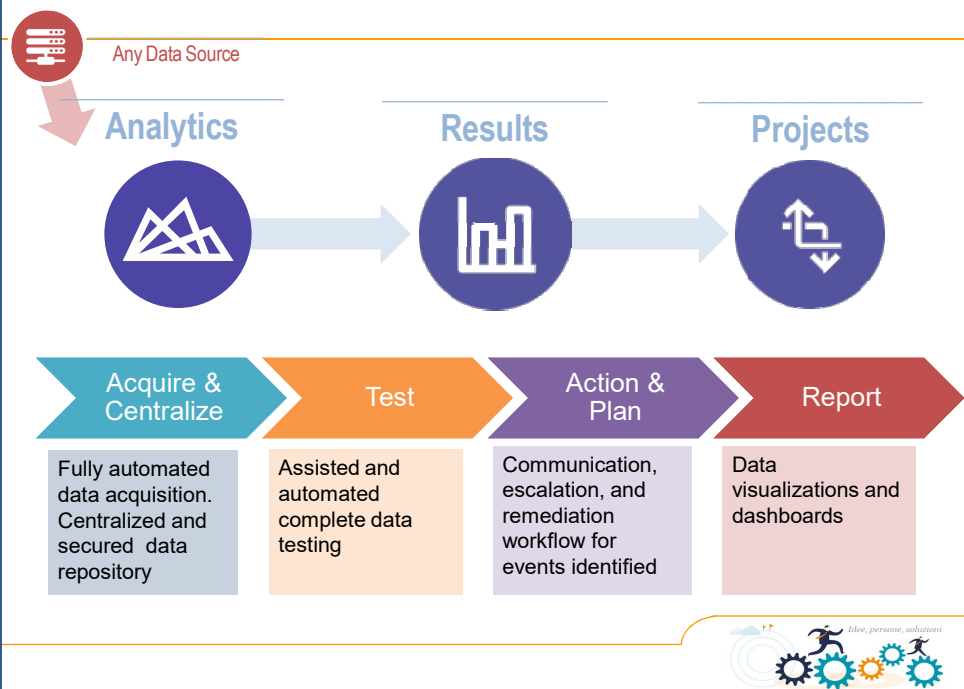 Any Data Source
Analytics
Results
Projects
Acquire &
Centralize
Test
Action &
Plan
Report
Fully automated
data acquisition.
Centralized and
secured data
repository
Assisted and
automated
complete data
testing
Communication,
escalation, and
remediation
workflow for
events identified
Data
visualizations and
dashboards
Idee, persone, soluzioni